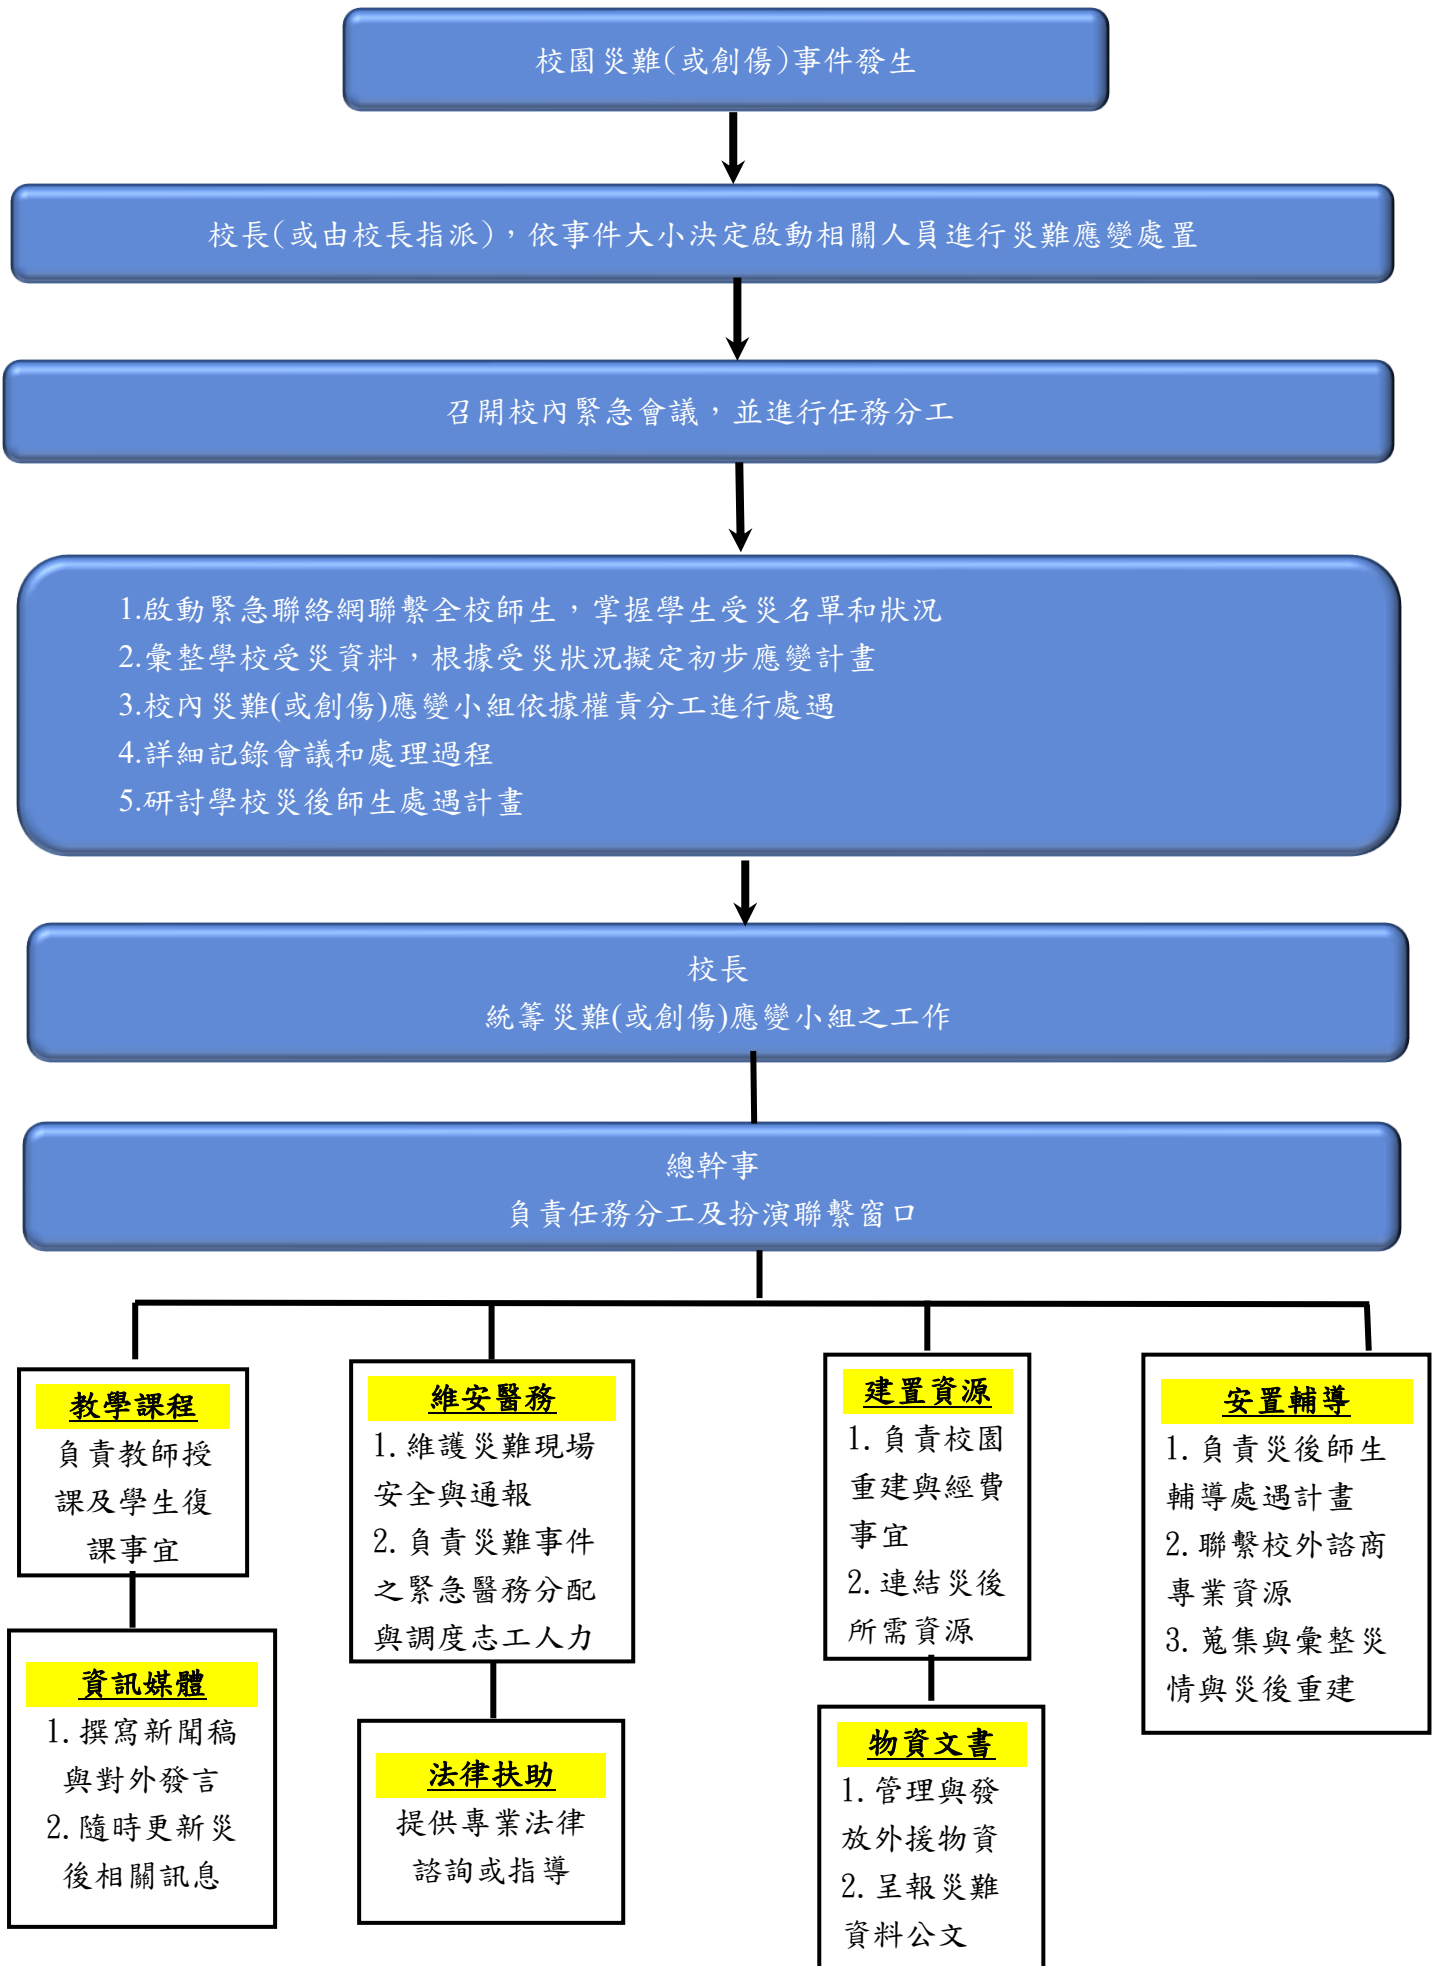 校園災難(或創傷)事件發生
校長(或由校長指派)，依事件大小決定啟動相關人員進行災難應變處置
召開校內緊急會議，並進行任務分工
1.啟動緊急聯絡網聯繫全校師生，掌握學生受災名單和狀況
2.彙整學校受災資料，根據受災狀況擬定初步應變計畫
3.校內災難(或創傷)應變小組依據權責分工進行處遇
4.詳細記錄會議和處理過程
5.研討學校災後師生處遇計畫
校長
統籌災難(或創傷)應變小組之工作
總幹事
負責任務分工及扮演聯繫窗口
教學課程
負責教師授
課及學生復
課事宜
資訊媒體
1.撰寫新聞稿
與對外發言
2.隨時更新災
後相關訊息
維安醫務
1.維護災難現場
安全與通報
2.負責災難事件
之緊急醫務分配
與調度志工人力
法律扶助
提供專業法律
諮詢或指導
建置資源
1.負責校園
重建與經費
事宜
2.連結災後
所需資源
物資文書
1.管理與發
放外援物資
2.呈報災難
資料公文
安置輔導
1.負責災後師生
輔導處遇計畫
2.聯繫校外諮商
專業資源
3.蒐集與彙整災
情與災後重建